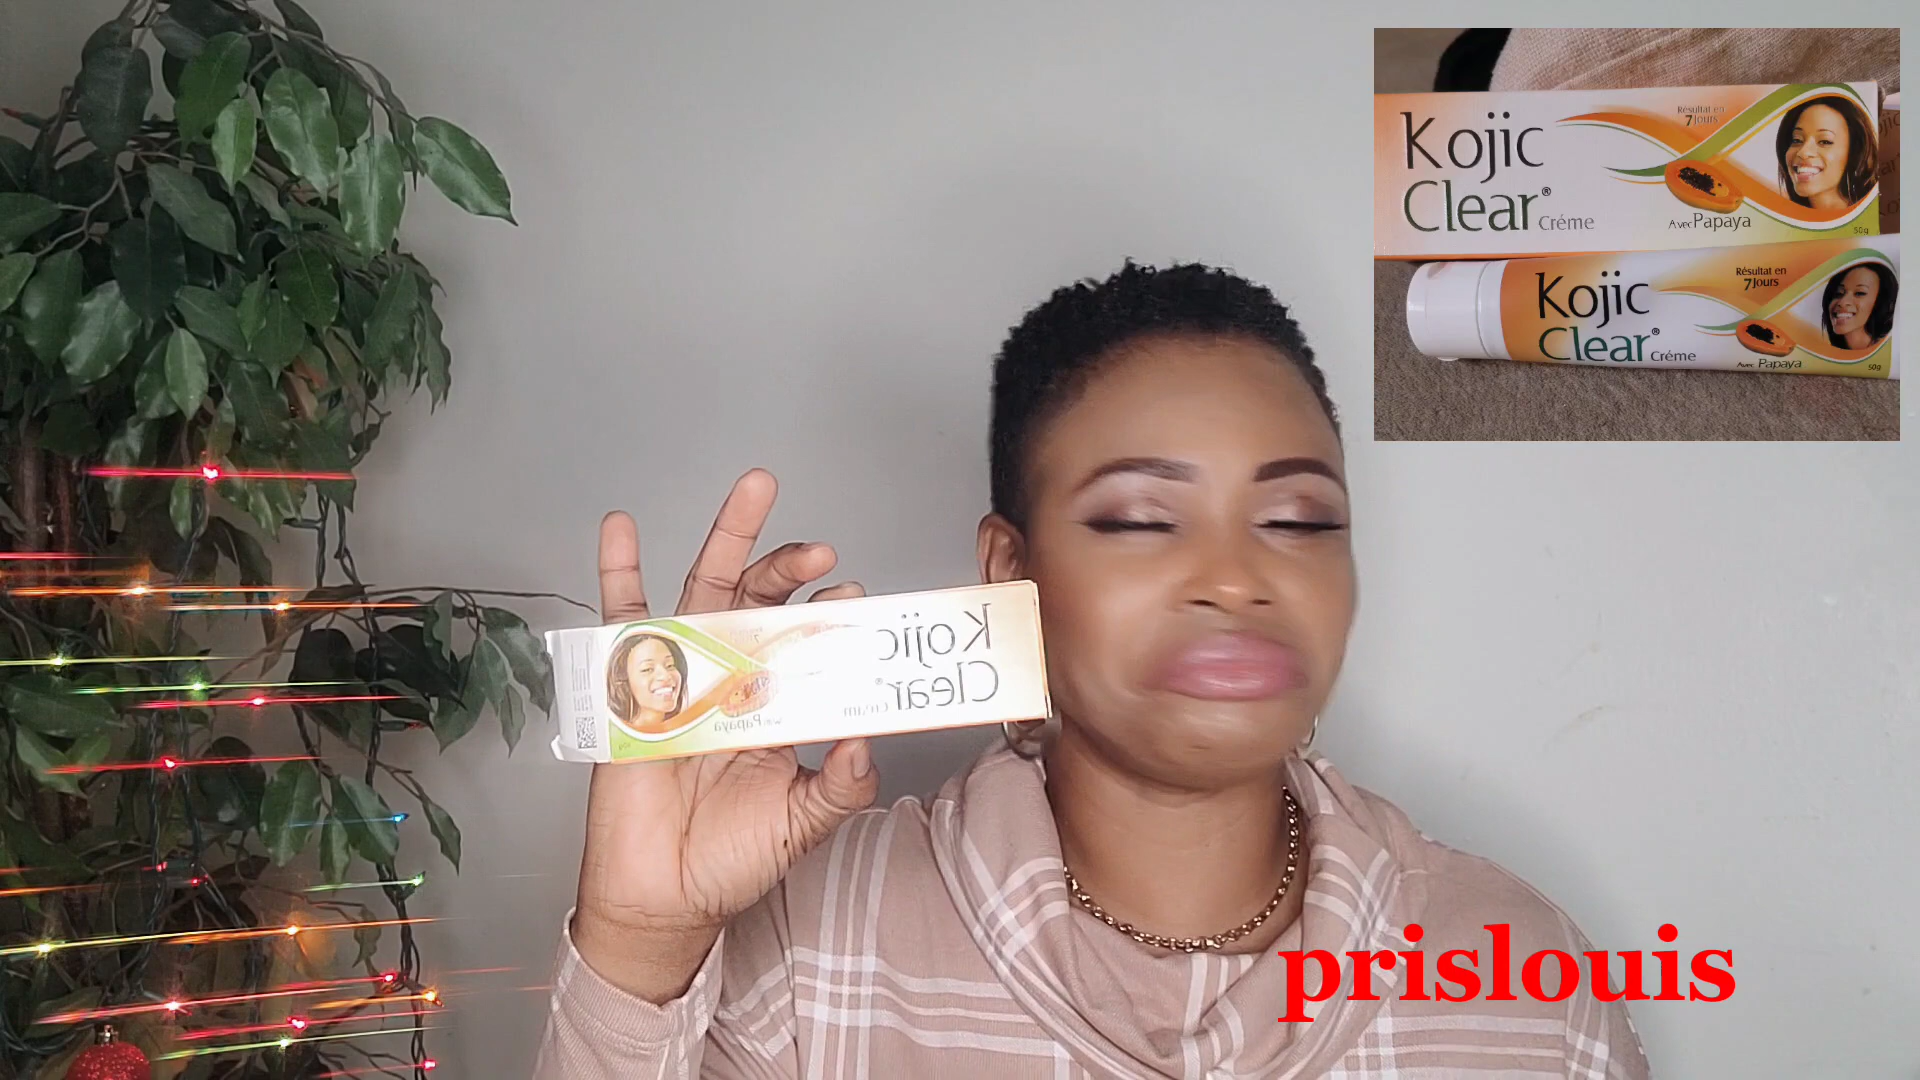 Kojic
Clear® Créme
Résultat en
7 Jours
Avec Papaya
50g
Kojic
Clear® Créme
Résultat en
7 Jours
Avec Papaya
50g
Kojic
Clear® Cream
Papaya
prislouis